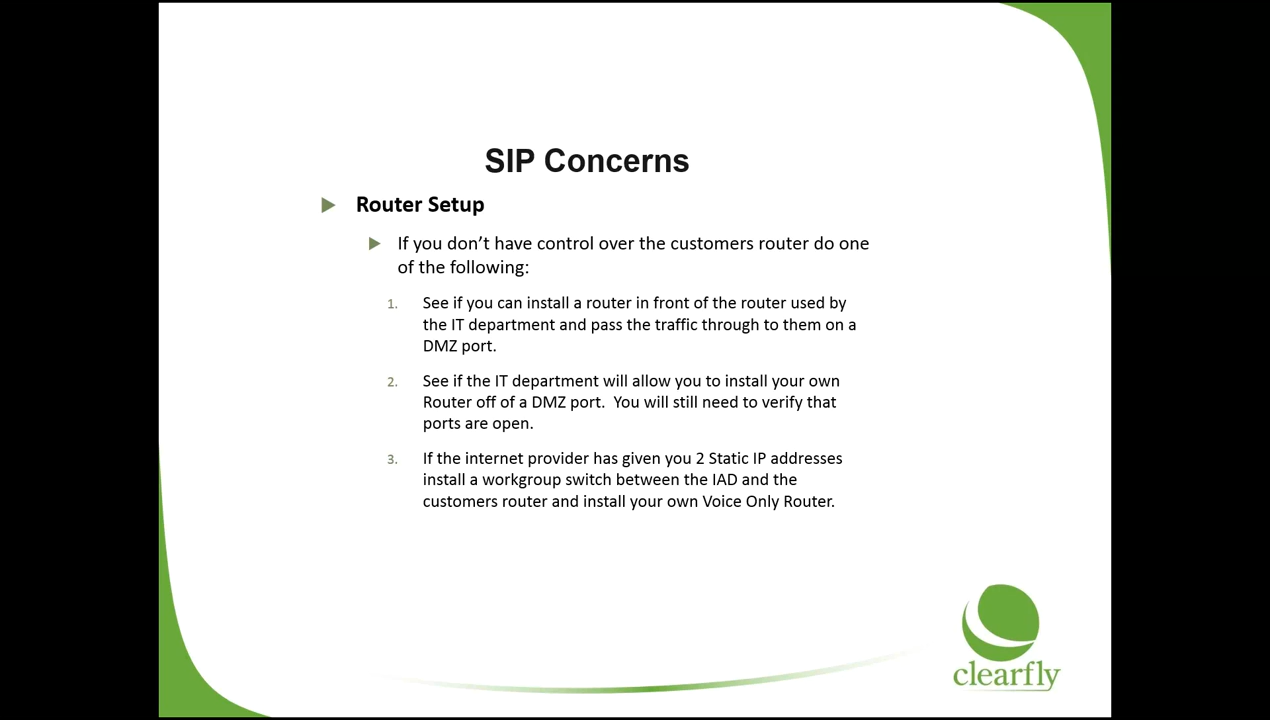 SIP Concerns
Router Setup
If you don’t have control over the customers router do one
of the following:
1. See if you can install a router in front of the router used by
the IT department and pass the traffic through to them on a
DMZ port.
2. See if the IT department will allow you to install your own
Router off of a DMZ port.  You will still need to verify that
ports are open.
3. If the internet provider has given you 2 Static IP addresses
install a workgroup switch between the IAD and the
customers router and install your own Voice Only Router.
clearfly